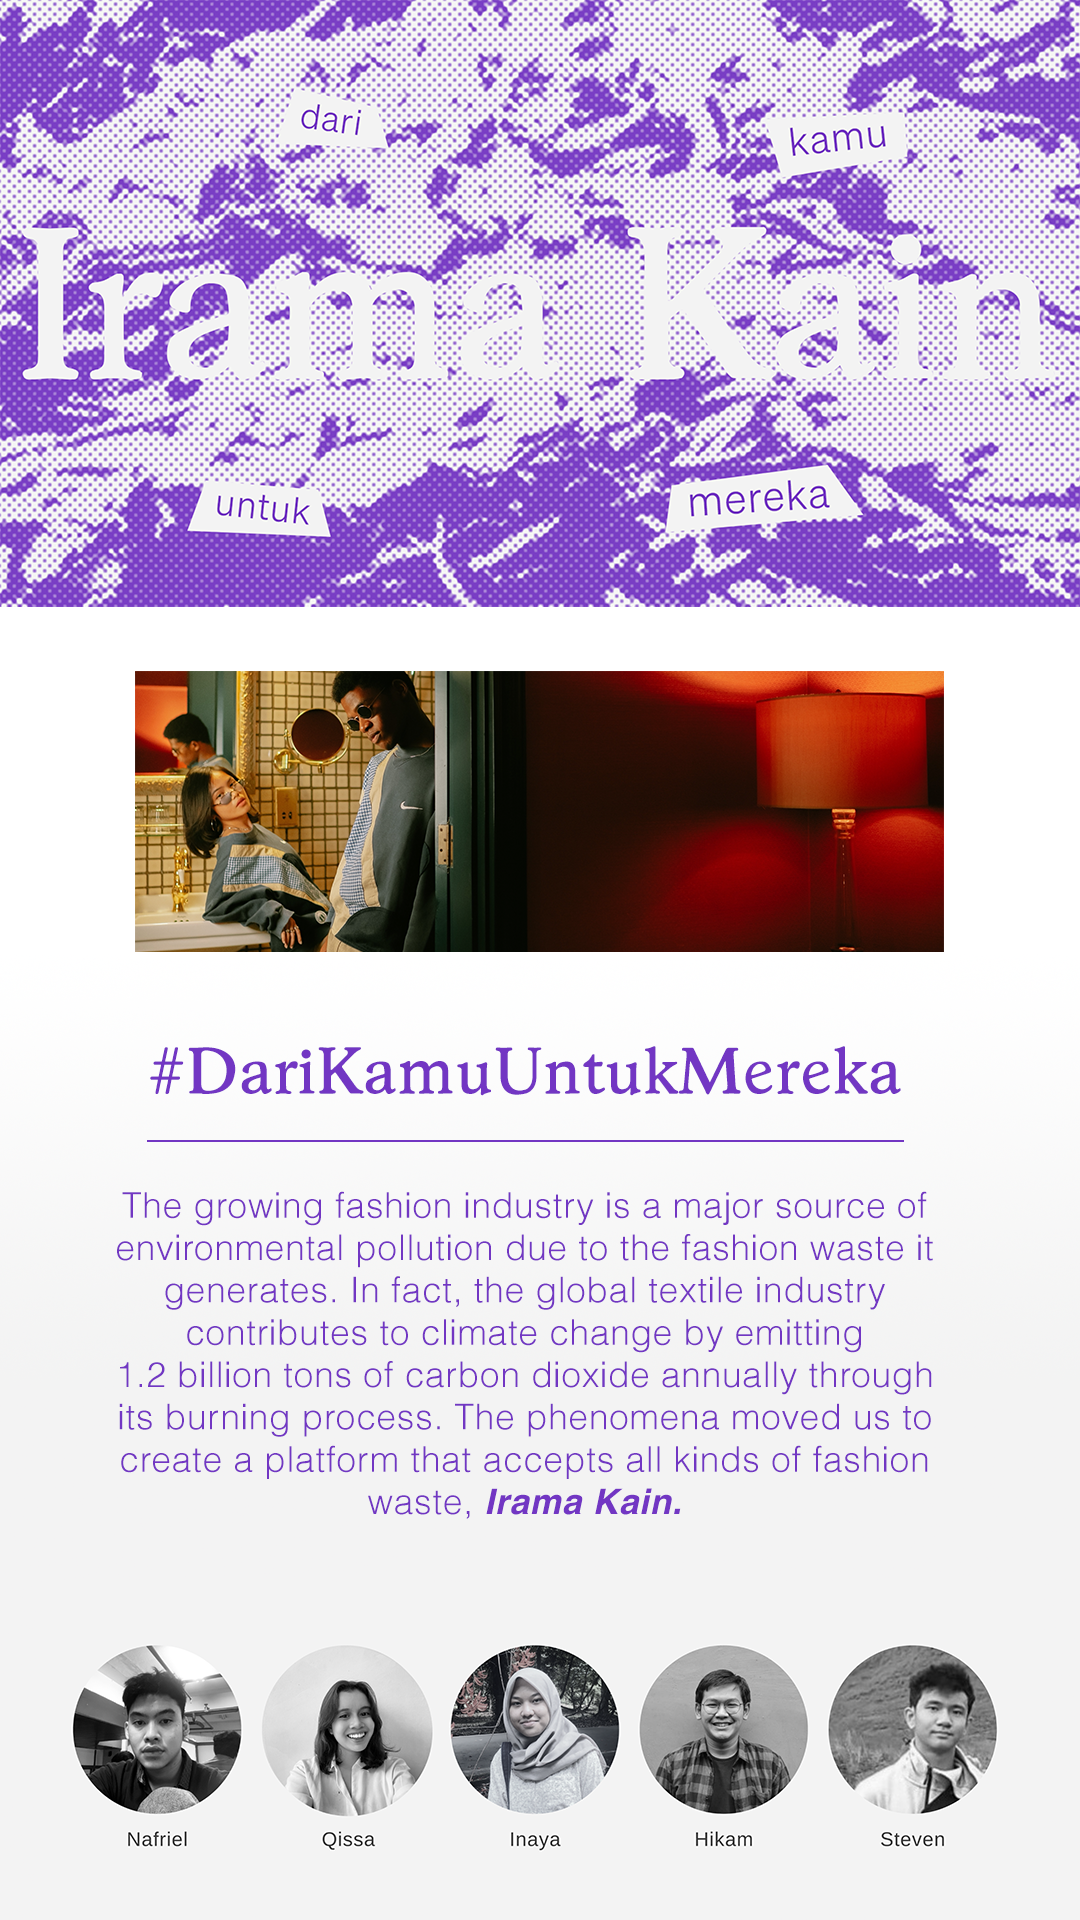 dari
kamu
Irama Kain
untuk
mereka
#DariKamuUntukMereka
The growing fashion industry is a major source of
environmental pollution due to the fashion waste it
generates. In fact, the global textile industry
contributes to climate change by emitting
1.2 billion tons of carbon dioxide annually through
its burning process. The phenomena moved us to
create a platform that accepts all kinds of fashion
waste, Irama Kain.
Nafriel
Qissa
Inaya
Hikam
Steven